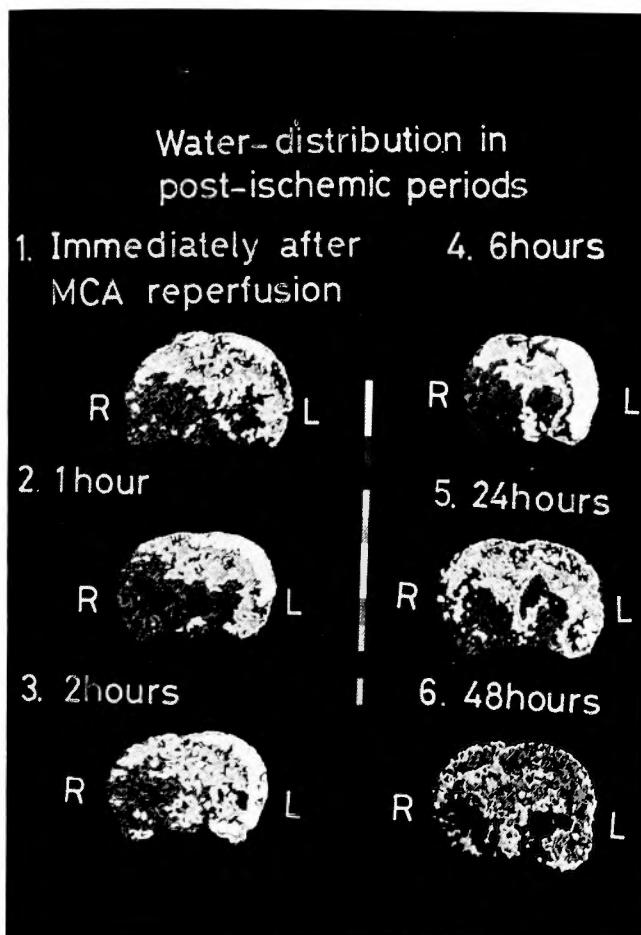 Water-distribution in
post-ischemic periods
1. Immediately after
MCA reperfusion
R
L
2. 1hour
R
L
3. 2hours
R
L
4. 6hours
R
L
5. 24hours
R
L
6. 48hours
R
L